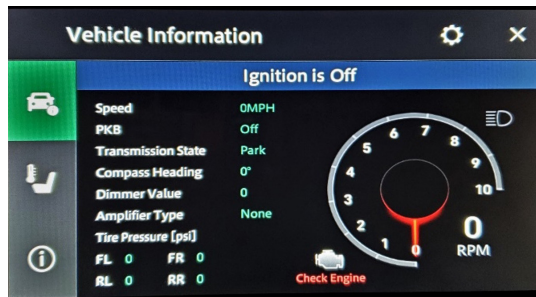 Vehicle Information
Ignition is Off
Speed 0MPH
PKB Off
Transmission State Park
Compass Heading 0°
Dimmer Value 0
Amplifier Type None
Tire Pressure [psi]
FL 0 FR 0
RL 0 RR 0
0
1
2
3
4
5
6
7
8
9
10
0
RPM
Check Engine